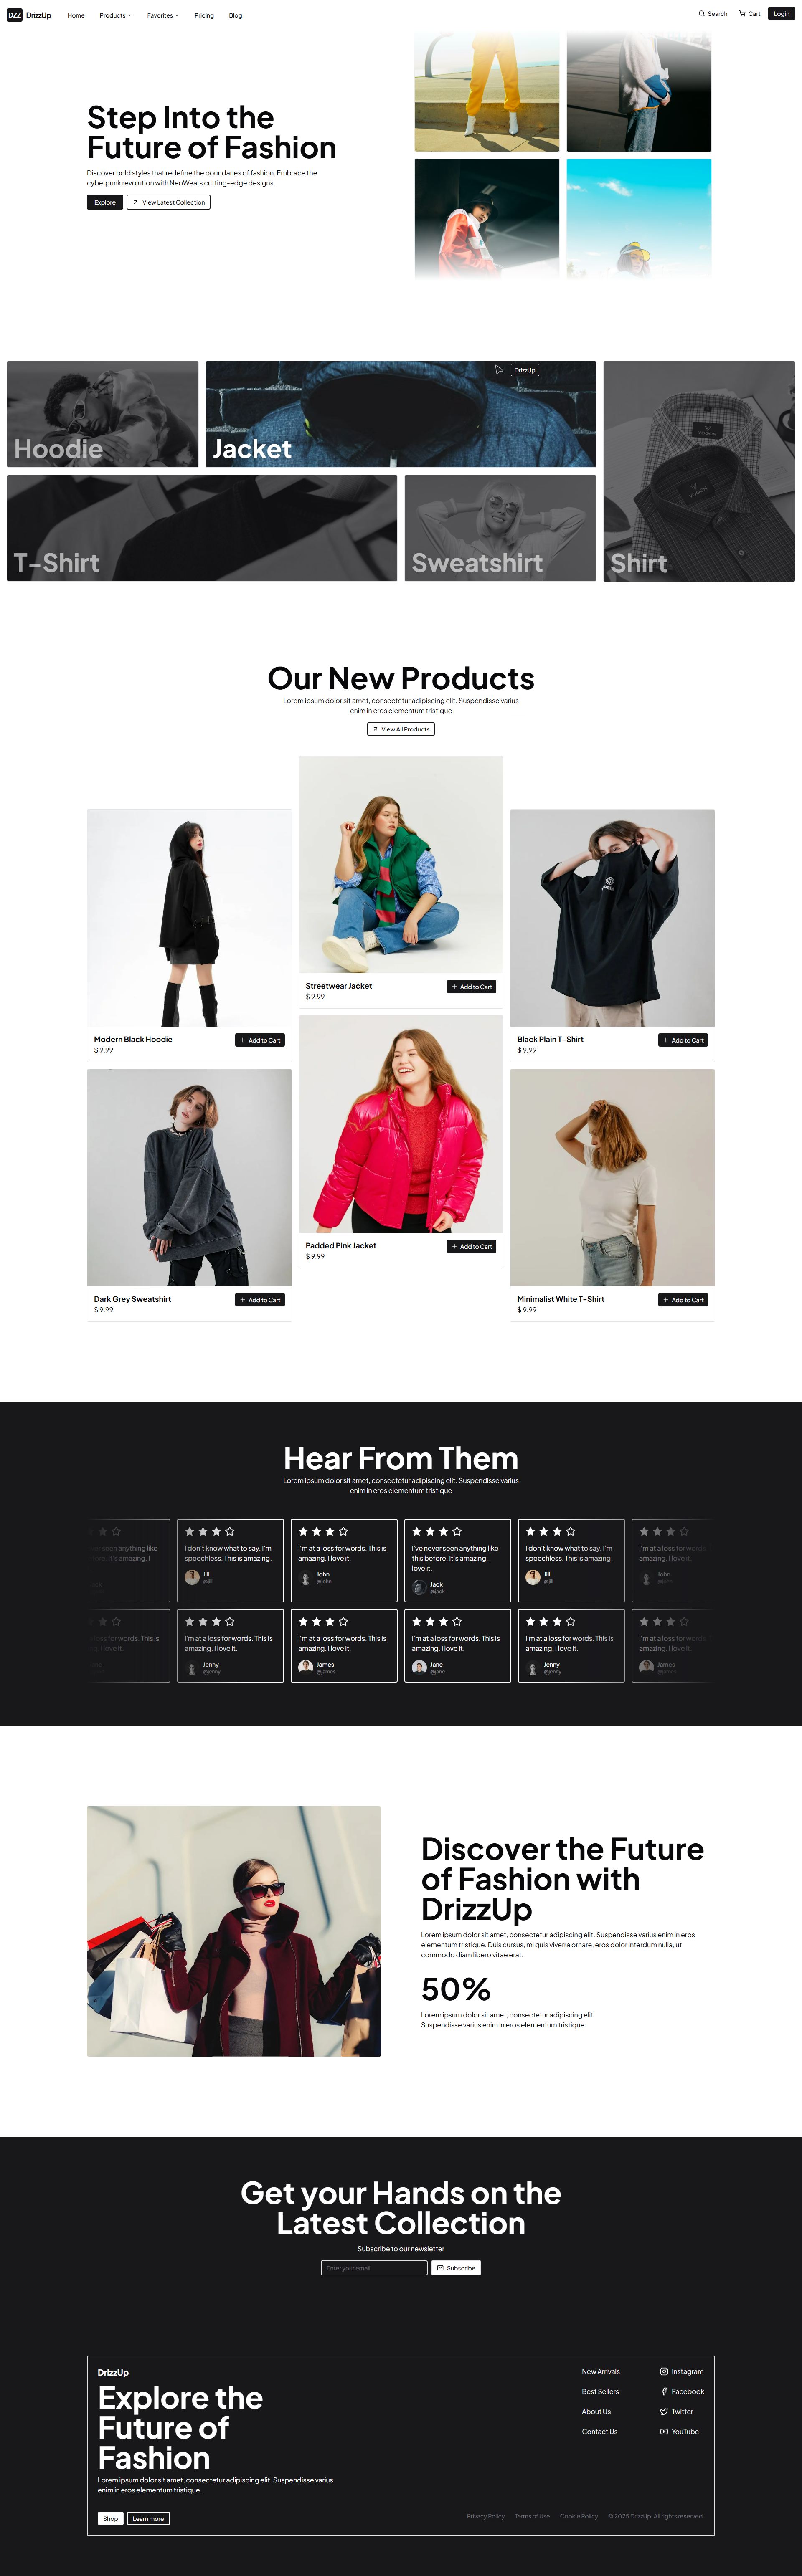 DZZ DrizzUp Home Products Favorites Pricing Blog Search Cart Login
Step Into the
Future of Fashion
Discover bold styles that redefine the boundaries of fashion. Embrace the
cyberpunk revolution with NeoWears cutting-edge designs.
Explore View Latest Collection
DrizzUp
Hoodie
Jacket
T-Shirt
Sweatshirt
Shirt
Our New Products
Lorem ipsum dolor sit amet, consectetur adipiscing elit. Suspendisse varius
enim in eros elementum tristique
View All Products
Streetwear Jacket Add to Cart
$ 9.99
Modern Black Hoodie Add to Cart
$ 9.99
Black Plain T-Shirt Add to Cart
$ 9.99
Padded Pink Jacket Add to Cart
$ 9.99
Dark Grey Sweatshirt Add to Cart
$ 9.99
Minimalist White T-Shirt Add to Cart
$ 9.99
Hear From Them
Lorem ipsum dolor sit amet, consectetur adipiscing elit. Suspendisse varius
enim in eros elementum tristique
seen anything like
It's amazing. I
I don't know what to say. I'm
speechless. This is amazing.
Jill
@jill
I'm at a loss for words. This is
amazing. I love it.
John
@john
I've never seen anything like
this before. It's amazing. I
love it.
Jack
@jack
I don't know what to say. I'm
speechless. This is amazing.
Jill
@jill
I'm at a loss for words.
amazing. I love it.
John
loss for words. This is
I love it.
I'm at a loss for words. This is
amazing. I love it.
Jenny
@jenny
I'm at a loss for words. This is
amazing. I love it.
James
@james
I'm at a loss for words. This is
amazing. I love it.
Jane
@jane
I'm at a loss for words. This is
amazing. I love it.
Jenny
@jenny
I'm at a loss for words.
amazing. I love it.
James
Discover the Future
of Fashion with
DrizzUp
Lorem ipsum dolor sit amet, consectetur adipiscing elit. Suspendisse varius enim in eros
elementum tristique. Duis cursus, mi quis viverra ornare, eros dolor interdum nulla, ut
commodo diam libero vitae erat.
50%
Lorem ipsum dolor sit amet, consectetur adipiscing elit.
Suspendisse varius enim in eros elementum tristique.
Get your Hands on the
Latest Collection
Subscribe to our newsletter
Enter your email Subscribe
DrizzUp
Explore the
Future of
Fashion
Lorem ipsum dolor sit amet, consectetur adipiscing elit. Suspendisse varius
enim in eros elementum tristique.
Shop Learn more
New Arrivals
Best Sellers
About Us
Contact Us
Instagram
Facebook
Twitter
YouTube
Privacy Policy Terms of Use Cookie Policy © 2025 DrizzUp. All rights reserved.